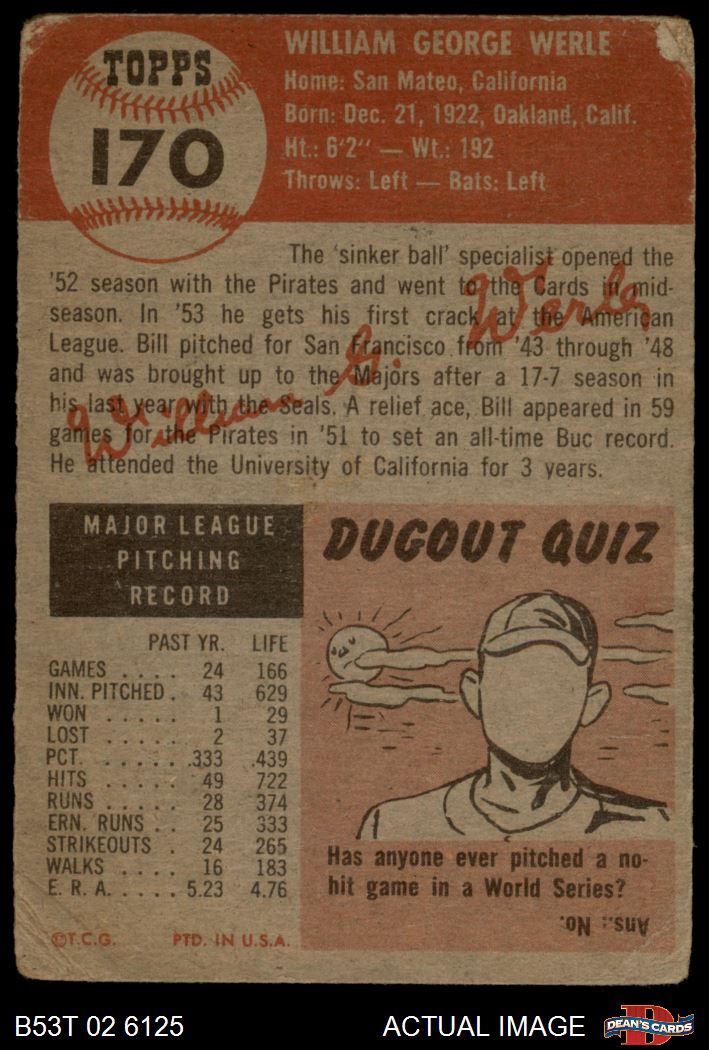 TOPPS
170
WILLIAM GEORGE WERLE
Home: San Mateo, California
Born: Dec. 21, 1922, Oakland, Calif.
Ht.: 6'2" — Wt.: 192
Throws: Left — Bats: Left
The 'sinker ball' specialist opened the
'52 season with the Pirates and went to the Cards in mid-
season. In '53 he gets his first crack at the American
League. Bill pitched for San Francisco from '43 through '48
and was brought up to the Majors after a 17-7 season in
his last year with the Seals. A relief ace, Bill appeared in 59
games for the Pirates in '51 to set an all-time Buc record.
He attended the University of California for 3 years.
William G. Werle
MAJOR LEAGUE
PITCHING
RECORD
PAST YR. LIFE
GAMES . . . . 24 166
INN. PITCHED . 43 629
WON . . . . . 1 29
LOST . . . . . 2 37
PCT. . . . . . .333 .439
HITS . . . . . 49 722
RUNS . . . . . 28 374
ERN. RUNS . . 25 333
STRIKEOUTS . 24 265
WALKS . . . . 16 183
E. R. A. . . . . 5.23 4.76
©T.C.G. PTD. IN U.S.A.
DUGOUT QUIZ
Has anyone ever pitched a no-
hit game in a World Series?
Ans.: No.
B53T 02 6125
ACTUAL IMAGE
D
DEAN'S CARDS